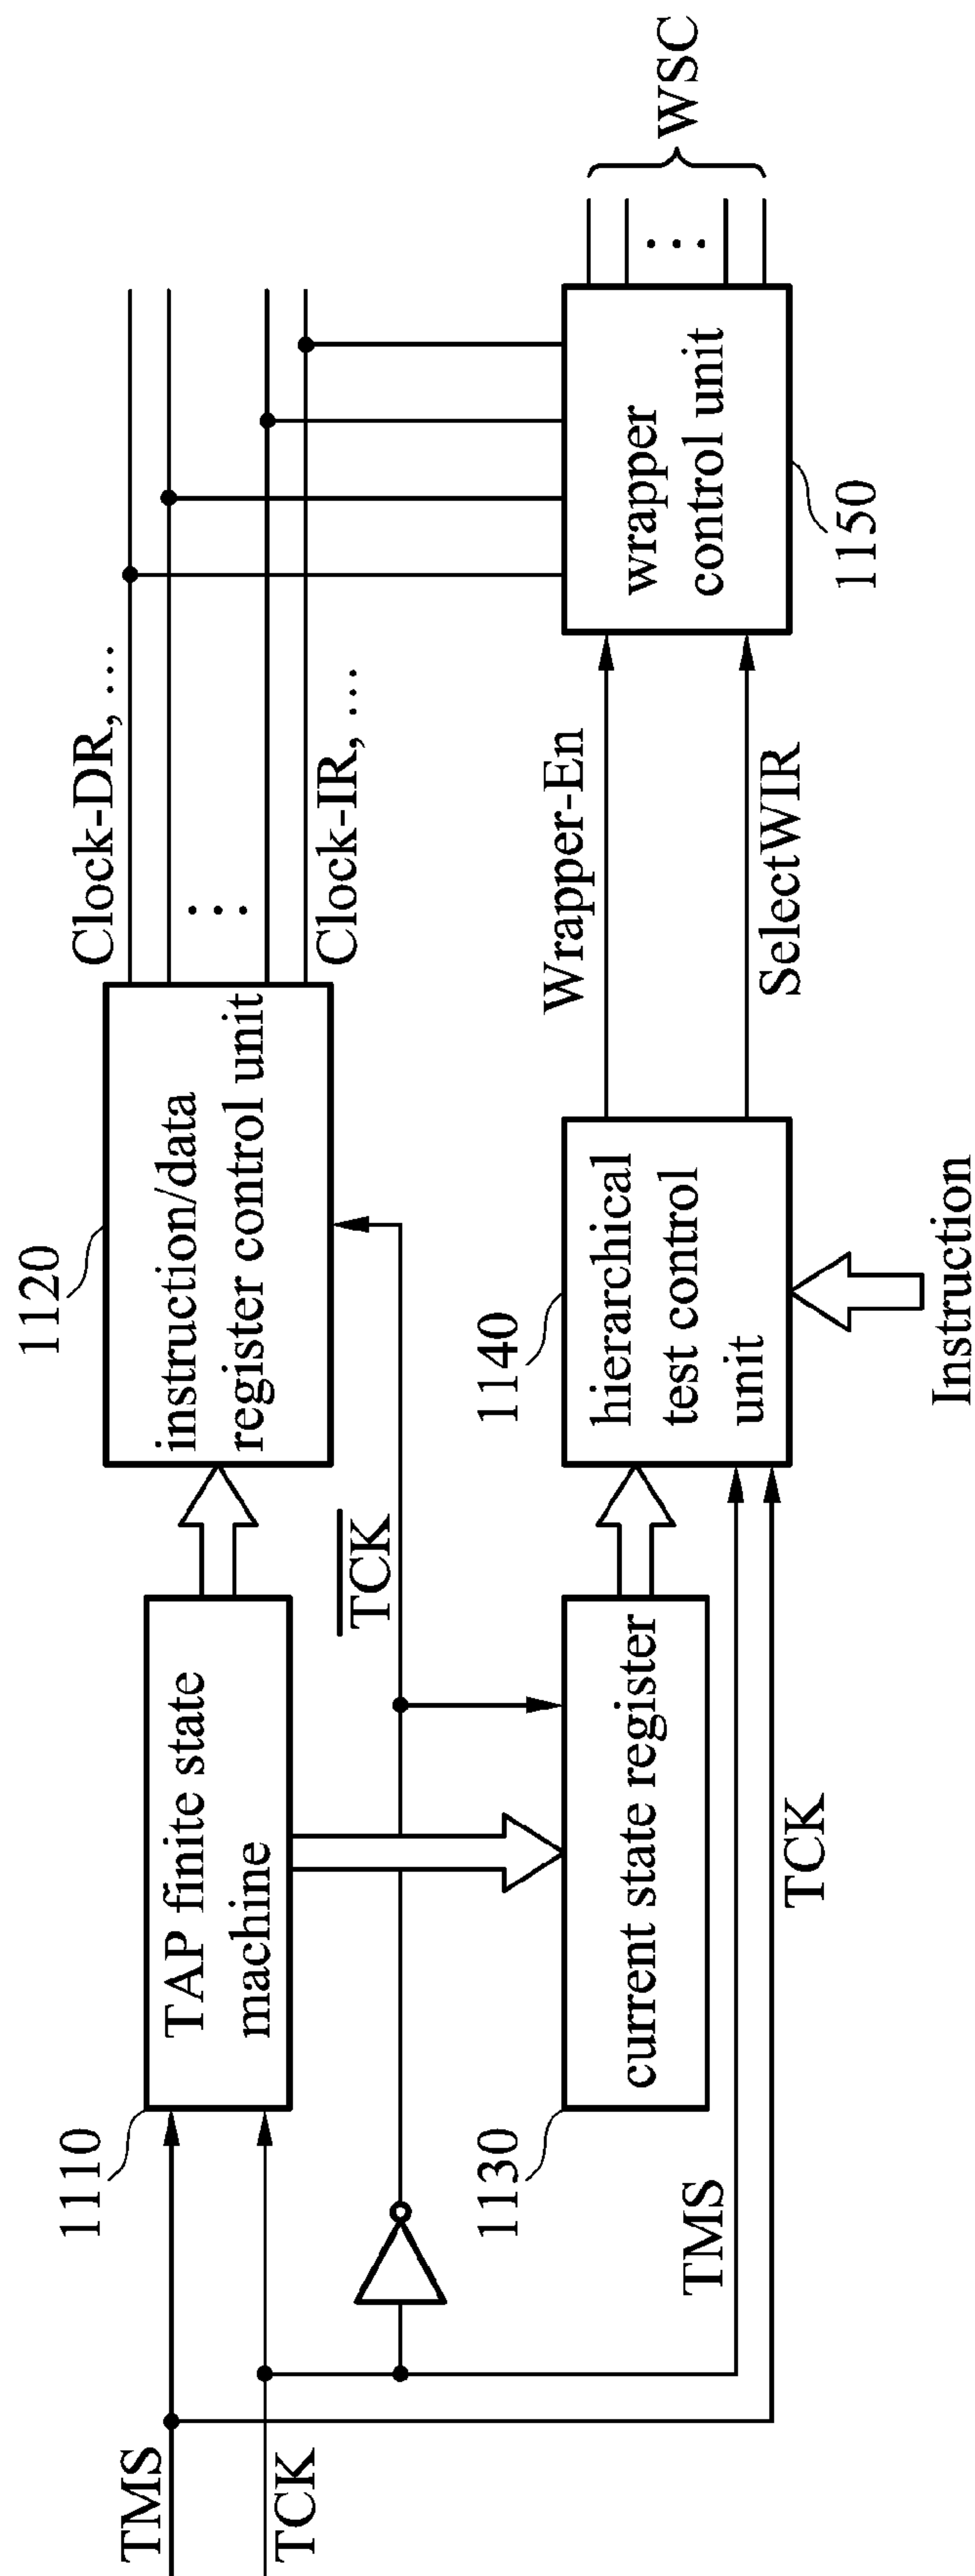 TMS
TCK
1110
TAP finite state
machine
1120
instruction/data
register control unit
Clock-DR, ...
⋮
Clock-IR, ...
TCK
1130
current state register
TMS
TCK
1140
hierarchical
test control
unit
Instruction
Wrapper-En
SelectWIR
wrapper
control unit
1150
⋮
WSC